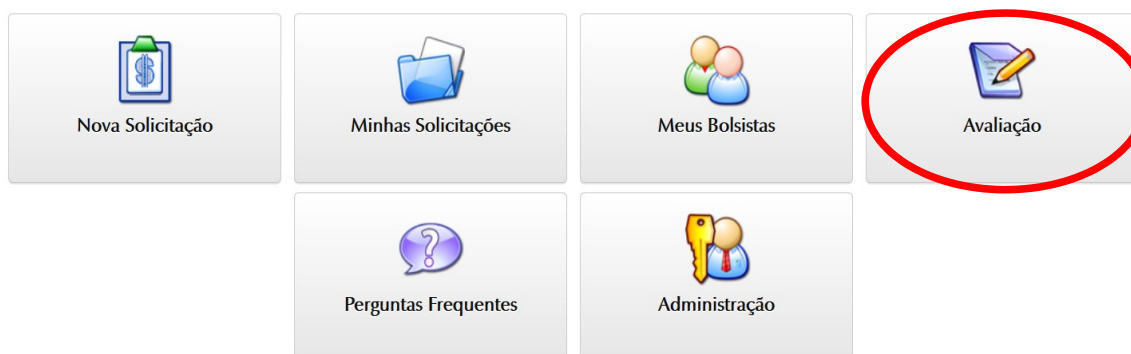 Nova Solicitação
Minhas Solicitações
Meus Bolsistas
Avaliação
Perguntas Frequentes
Administração